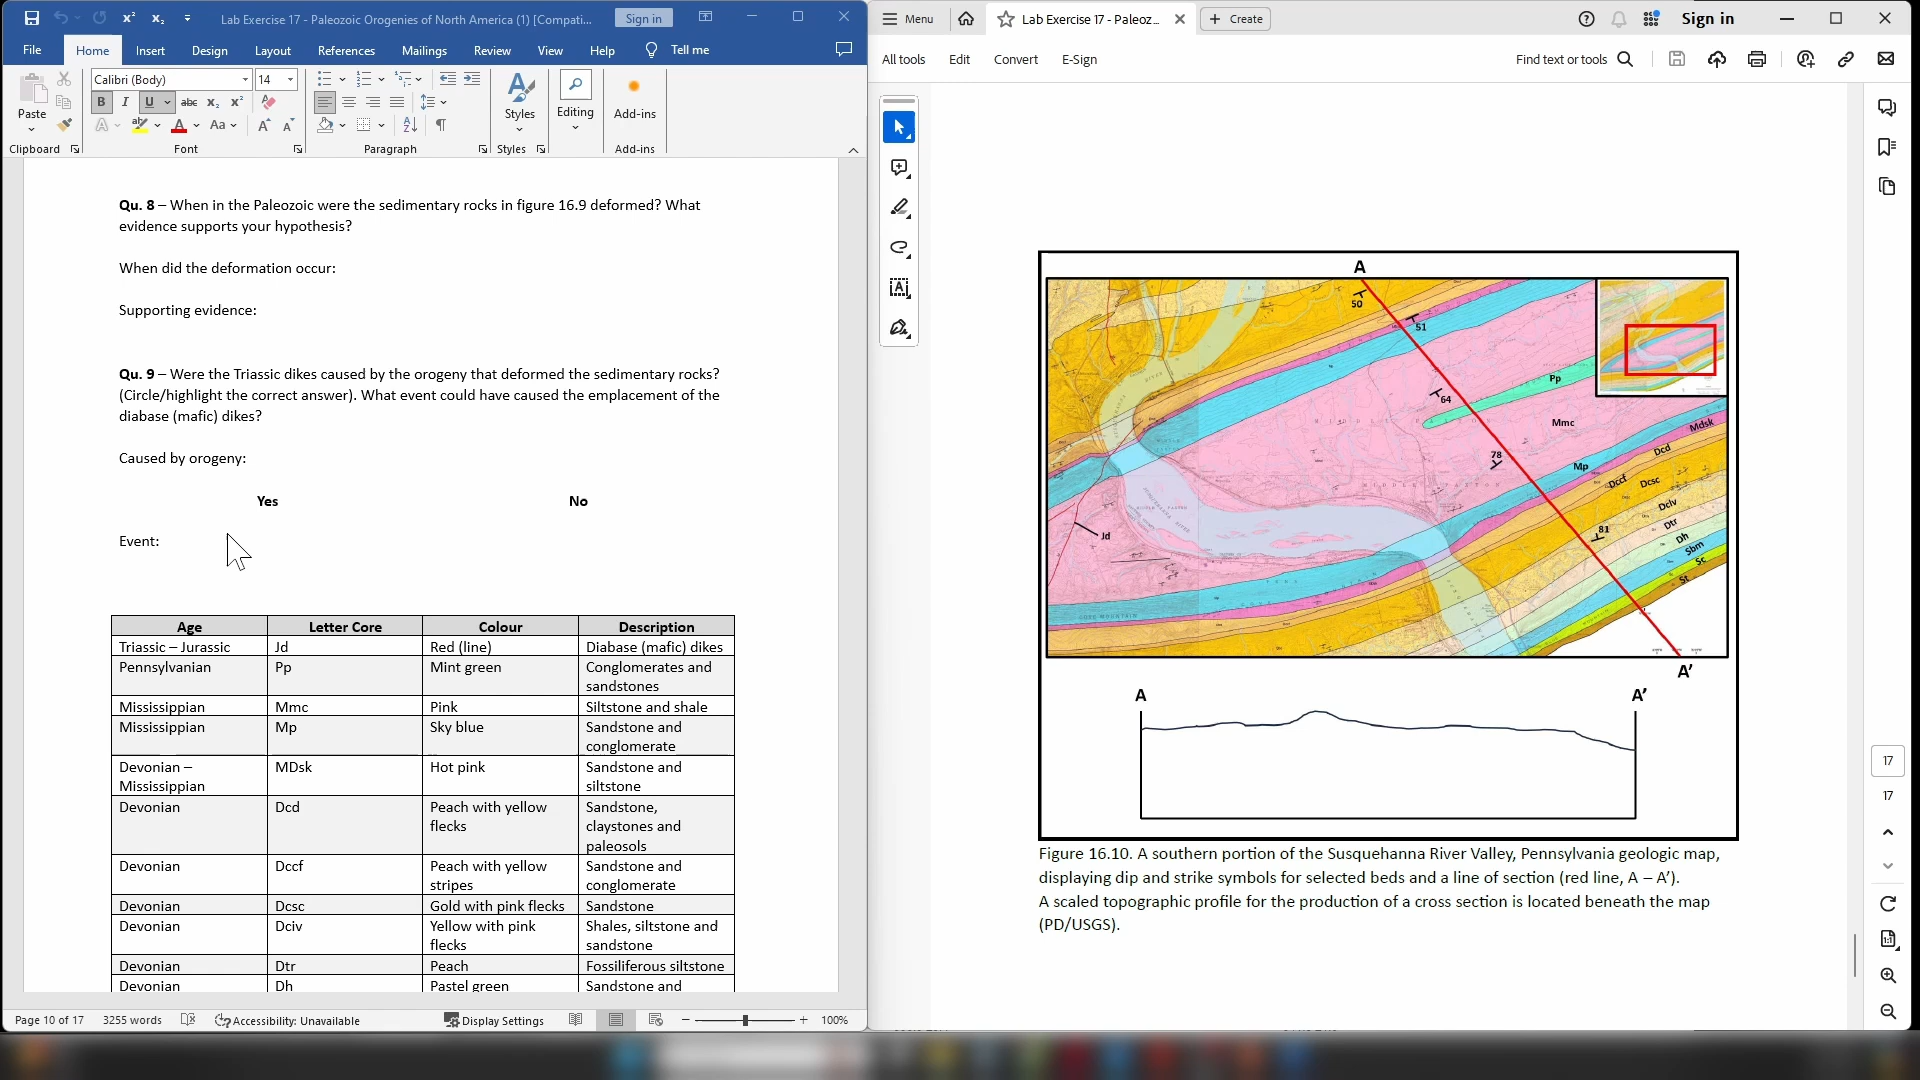 Lab Exercise 17 - Paleozoic Orogenies of North America (1) [Compati...
Sign in
File
Home
Insert
Design
Layout
References
Mailings
Review
View
Help
Tell me
Calibri (Body)
14
Paste
Styles
Editing
Add-ins
Clipboard
Font
Paragraph
Styles
Add-ins
Qu. 8 – When in the Paleozoic were the sedimentary rocks in figure 16.9 deformed? What
evidence supports your hypothesis?
When did the deformation occur:
Supporting evidence:
Qu. 9 – Were the Triassic dikes caused by the orogeny that deformed the sedimentary rocks?
(Circle/highlight the correct answer). What event could have caused the emplacement of the
diabase (mafic) dikes?
Caused by orogeny:
Yes No
Event:
Age Letter Core Colour Description
Triassic – Jurassic Jd Red (line) Diabase (mafic) dikes
Pennsylvanian Pp Mint green Conglomerates and
sandstones
Mississippian Mmc Pink Siltstone and shale
Mississippian Mp Sky blue Sandstone and
conglomerate
Devonian – MDsk Hot pink Sandstone and
Mississippian siltstone
Devonian Dcd Peach with yellow Sandstone,
flecks claystones and
paleosols
Devonian Dccf Peach with yellow Sandstone and
stripes conglomerate
Devonian Dcsc Gold with pink flecks Sandstone
Devonian Dciv Yellow with pink Shales, siltstone and
flecks sandstone
Devonian Dtr Peach Fossiliferous siltstone
Devonian Dh Pastel green Sandstone and
Page 10 of 17
3255 words
Accessibility: Unavailable
Display Settings
100%
Menu
Lab Exercise 17 - Paleoz...
Create
Sign in
All tools
Edit
Convert
E-Sign
Find text or tools
A
50
51
64
78
81
Pp
Mmc
Mdsk
Mp
Dcd
Dccf
Dcsc
Dclv
Dtr
Dh
Sbm
Sc
St
Jd
A’
A A’
Figure 16.10. A southern portion of the Susquehanna River Valley, Pennsylvania geologic map,
displaying dip and strike symbols for selected beds and a line of section (red line, A – A’).
A scaled topographic profile for the production of a cross section is located beneath the map
(PD/USGS).
17
17